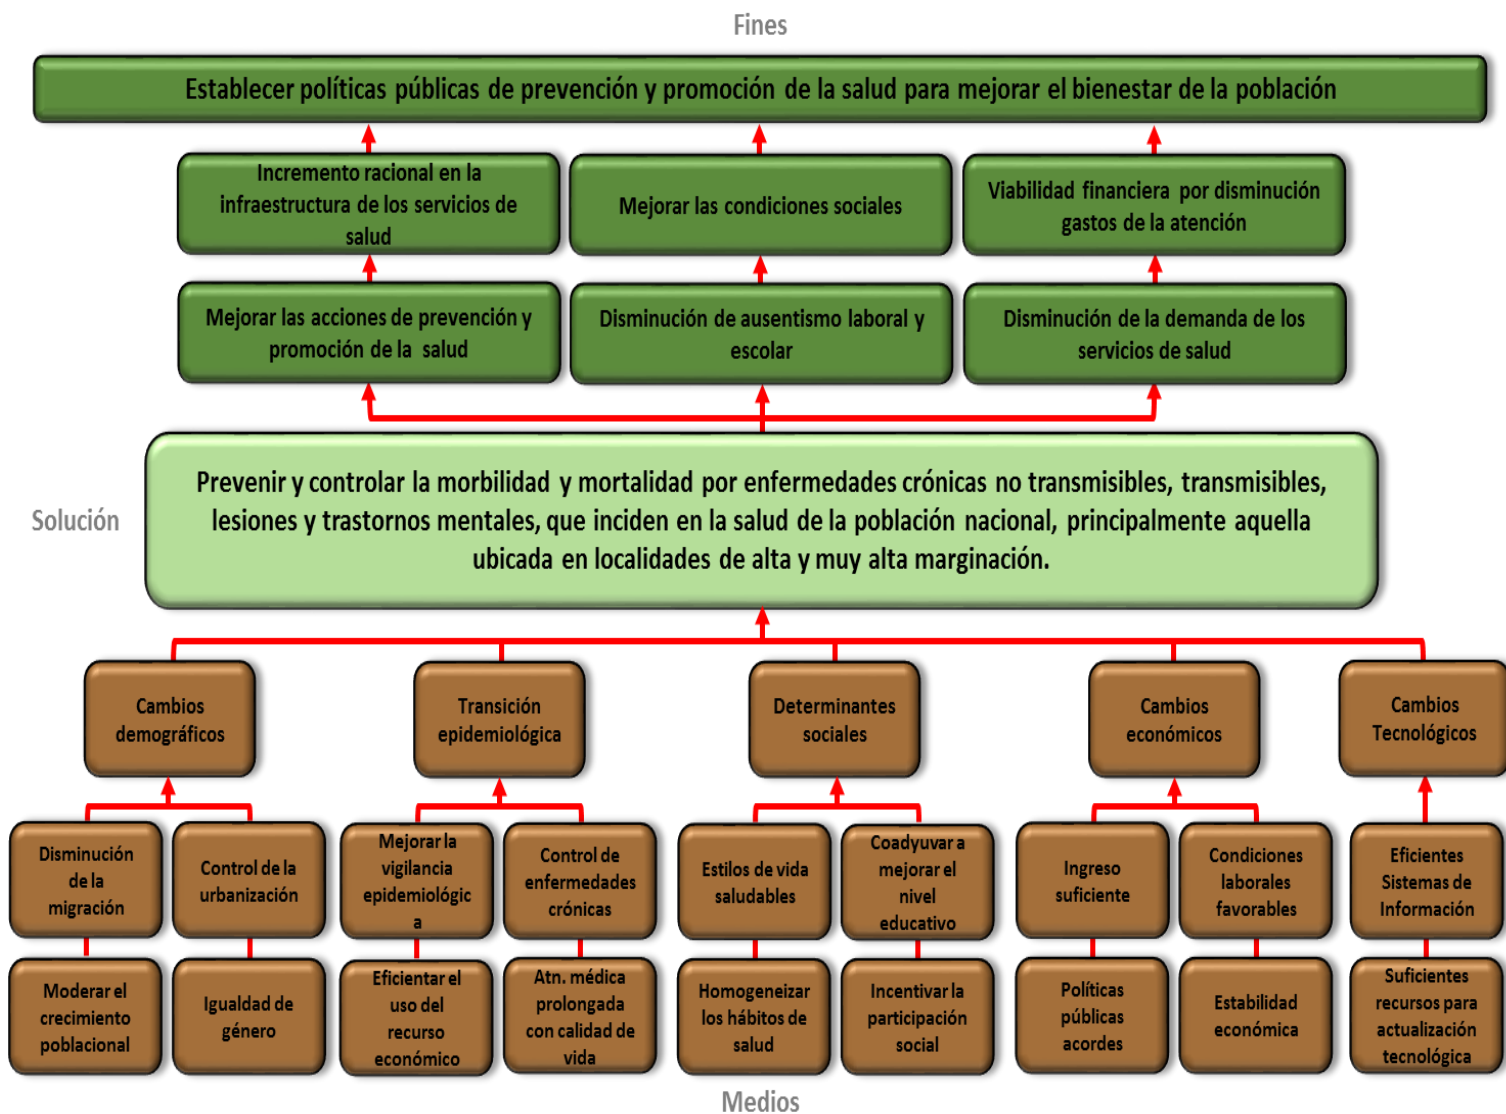 Fines
Establecer políticas públicas de prevención y promoción de la salud para mejorar el bienestar de la población
Incremento racional en la
infraestructura de los servicios de
salud
Mejorar las condiciones sociales
Viabilidad financiera por disminución
gastos de la atención
Mejorar las acciones de prevención y
promoción de la salud
Disminución de ausentismo laboral y
escolar
Disminución de la demanda de los
servicios de salud
Solución
Prevenir y controlar la morbilidad y mortalidad por enfermedades crónicas no transmisibles, transmisibles,
lesiones y trastornos mentales, que inciden en la salud de la población nacional, principalmente aquella
ubicada en localidades de alta y muy alta marginación.
Cambios
demográficos
Transición
epidemiológica
Determinantes
sociales
Cambios
económicos
Cambios
Tecnológicos
Disminución
de la
migración
Control de la
urbanización
Mejorar la
vigilancia
epidemiológic
a
Control de
enfermedades
crónicas
Estilos de vida
saludables
Coadyuvar a
mejorar el
nivel
educativo
Ingreso
suficiente
Condiciones
laborales
favorables
Eficientes
Sistemas de
Información
Moderar el
crecimiento
poblacional
Igualdad de
género
Eficientar el
uso del
recurso
económico
Atn. médica
prolongada
con calidad de
vida
Homogeneizar
los hábitos de
salud
Incentivar la
participación
social
Políticas
públicas
acordes
Estabilidad
económica
Suficientes
recursos para
actualización
tecnológica
Medios